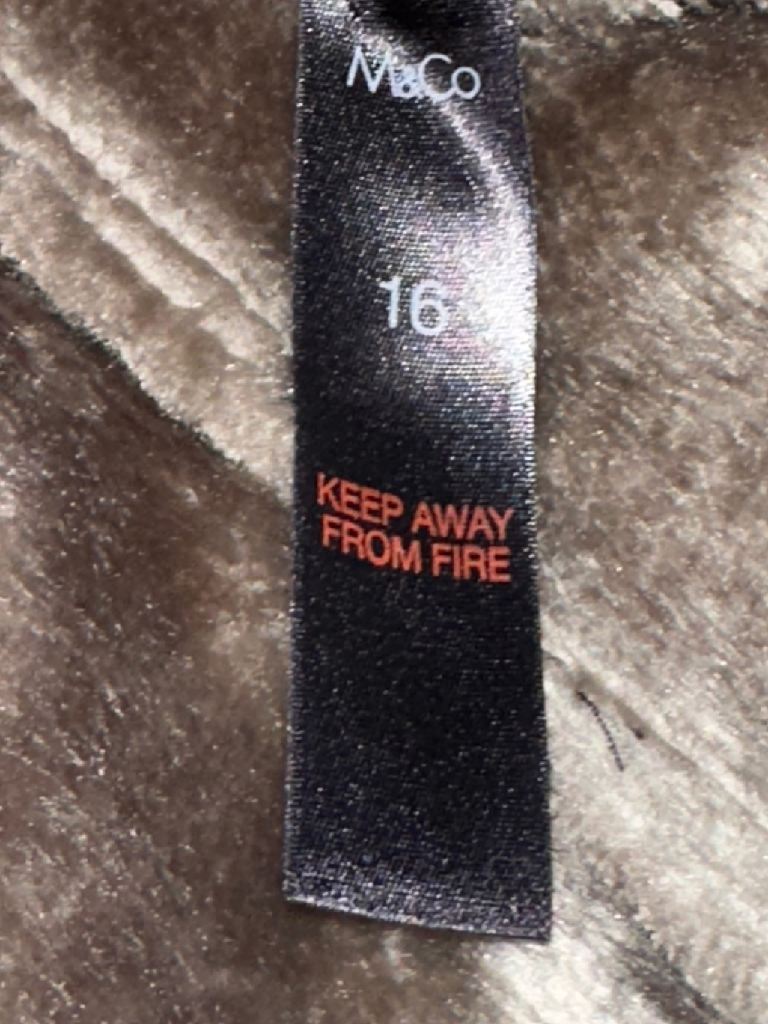 M&Co
16
KEEP AWAY
FROM FIRE